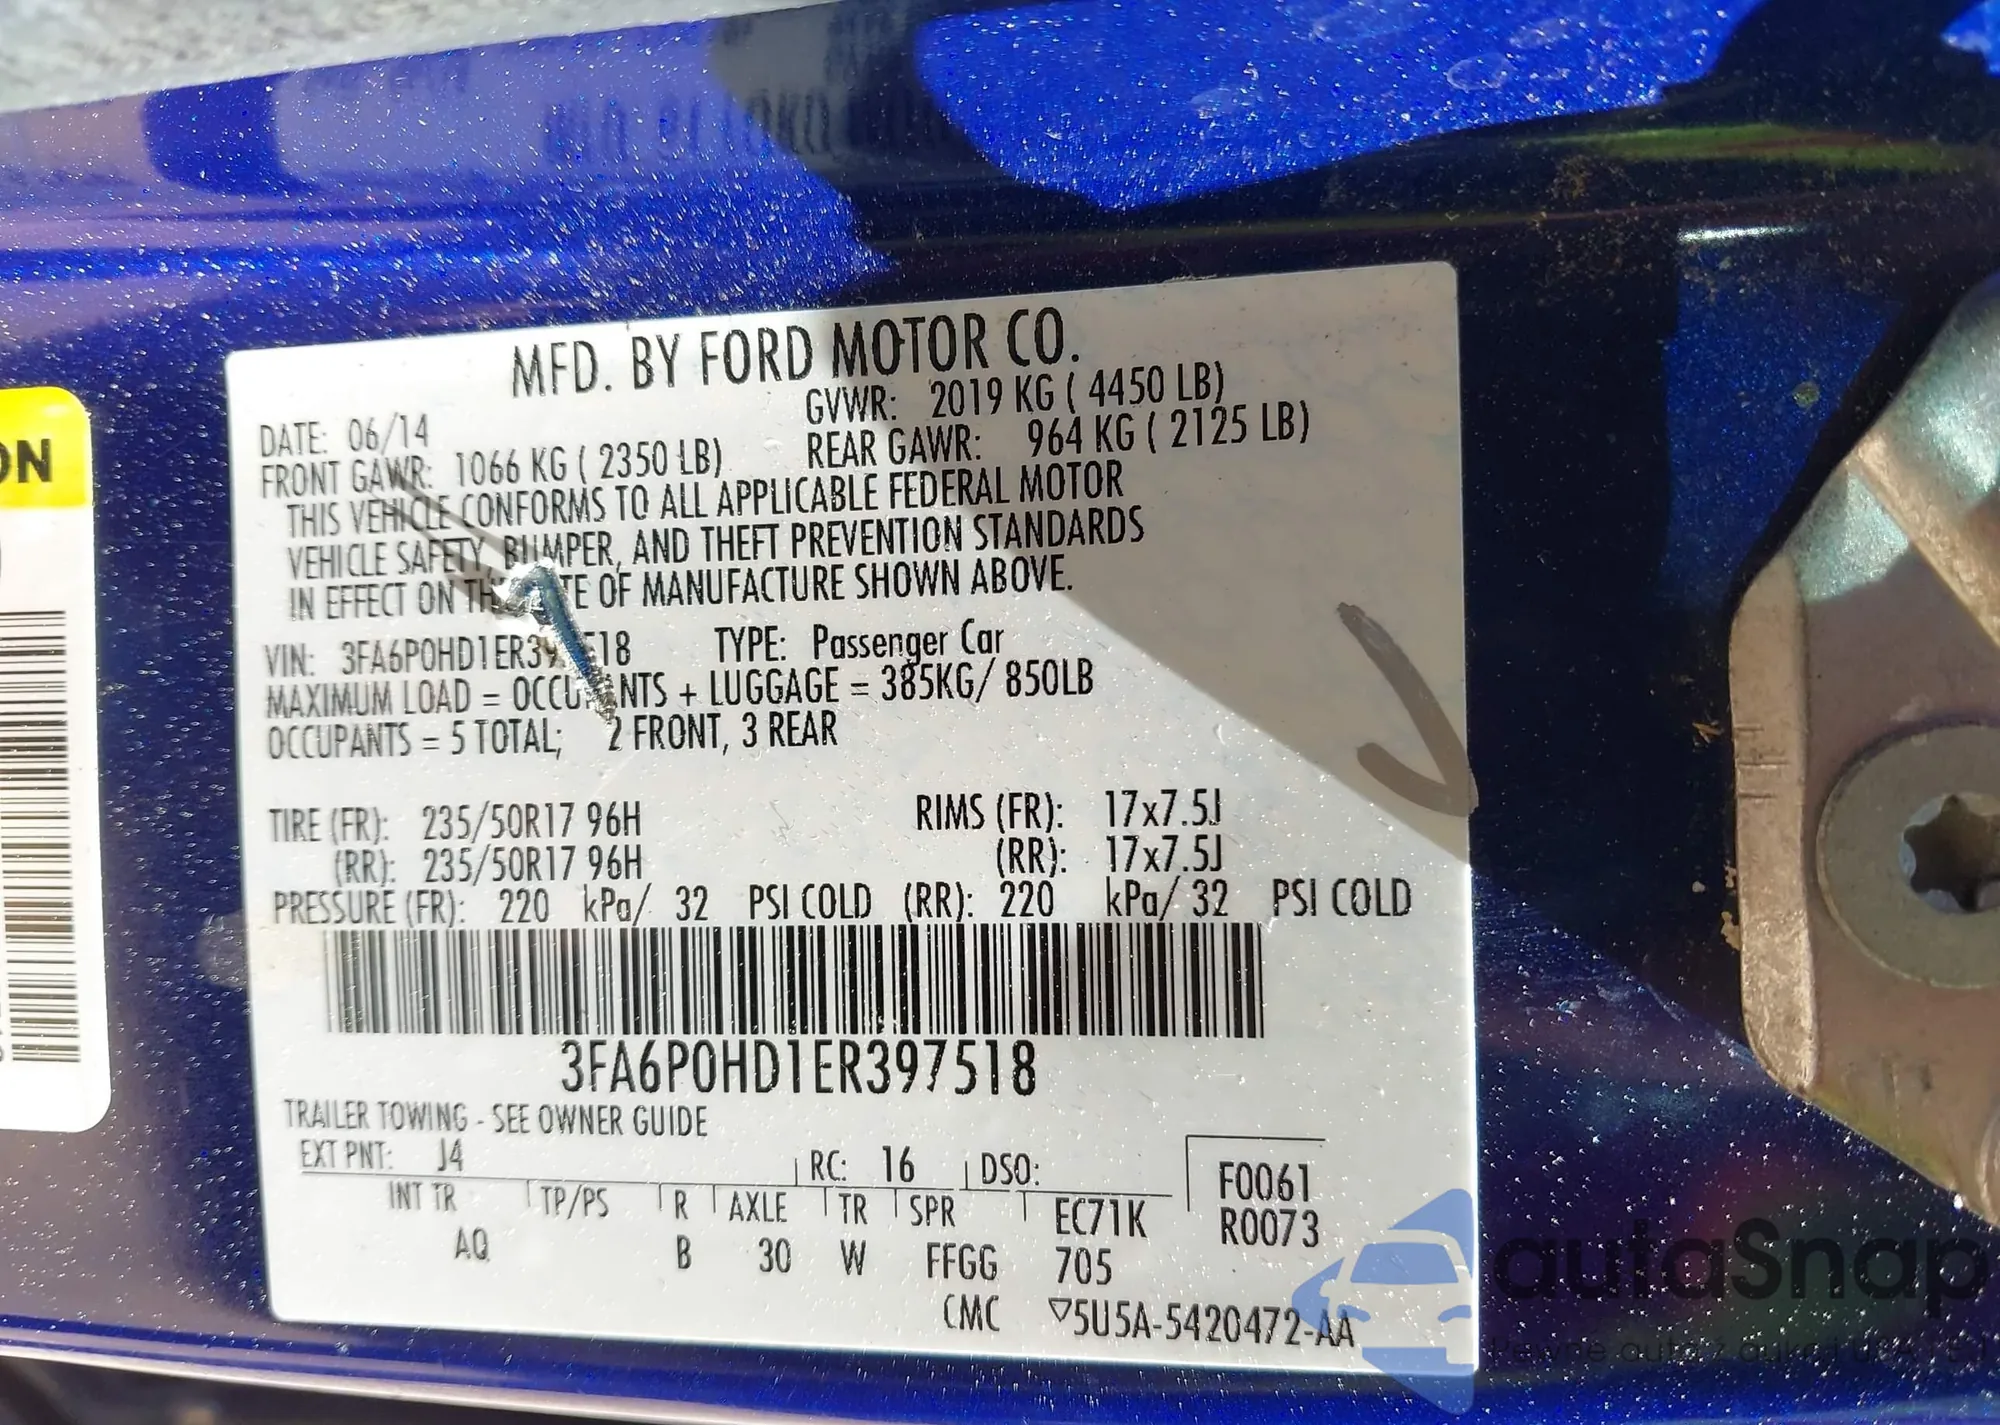 ON
MFD. BY FORD MOTOR CO.
DATE: 06/14 GVWR: 2019 KG ( 4450 LB)
FRONT GAWR: 1066 KG ( 2350 LB) REAR GAWR: 964 KG ( 2125 LB)
THIS VEHICLE CONFORMS TO ALL APPLICABLE FEDERAL MOTOR
VEHICLE SAFETY, BUMPER, AND THEFT PREVENTION STANDARDS
IN EFFECT ON OF MANUFACTURE SHOWN ABOVE.
VIN: 3FA6P0HD1ER397518 TYPE: Passenger Car
MAXIMUM LOAD = OCCUPANTS + LUGGAGE = 385KG/ 850LB
OCCUPANTS = 5 TOTAL; 2 FRONT, 3 REAR
TIRE (FR): 235/50R17 96H RIMS (FR): 17x7.5J
(RR): 235/50R17 96H (RR): 17x7.5J
PRESSURE (FR): 220 kPa/ 32 PSI COLD (RR): 220 kPa/ 32 PSI COLD
3FA6P0HD1ER397518
TRAILER TOWING - SEE OWNER GUIDE
EXT PNT: J4 RC: 16 DSO: F0061
INT TR TP/PS R AXLE TR SPR EC71K R0073
AQ B 30 W FFGG 705
CMC ▽5U5A-5420472-AA
autaSnap